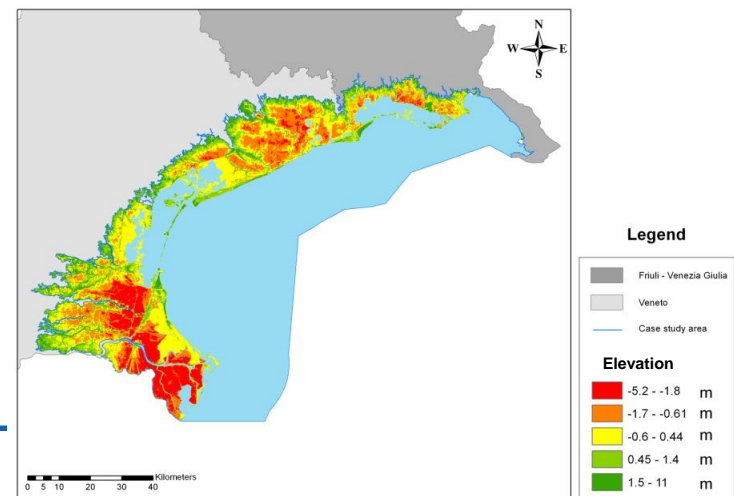 N
W E
S
Legend
Friuli - Venezia Giulia
Veneto
Case study area
Elevation
-5.2 - -1.8 m
-1.7 - -0.61 m
-0.6 - 0.44 m
0.45 - 1.4 m
1.5 - 11 m
Kilometers
0 5 10 20 30 40